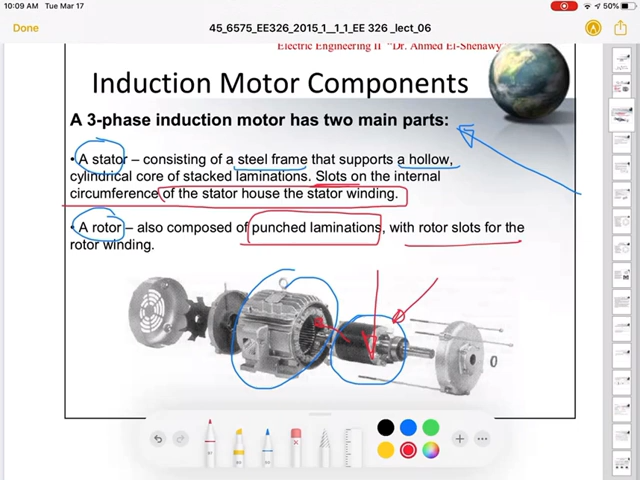 10:09 AM Tue Mar 17
50%
Done
45_6575_EE326_2015_1__1_1_EE 326 _lect_06
Electric Engineering II "Dr. Ahmed El-Shenawy
Induction Motor Components
A 3-phase induction motor has two main parts:
• A stator – consisting of a steel frame that supports a hollow,
cylindrical core of stacked laminations. Slots on the internal
circumference of the stator house the stator winding.
• A rotor – also composed of punched laminations, with rotor slots for the
rotor winding.